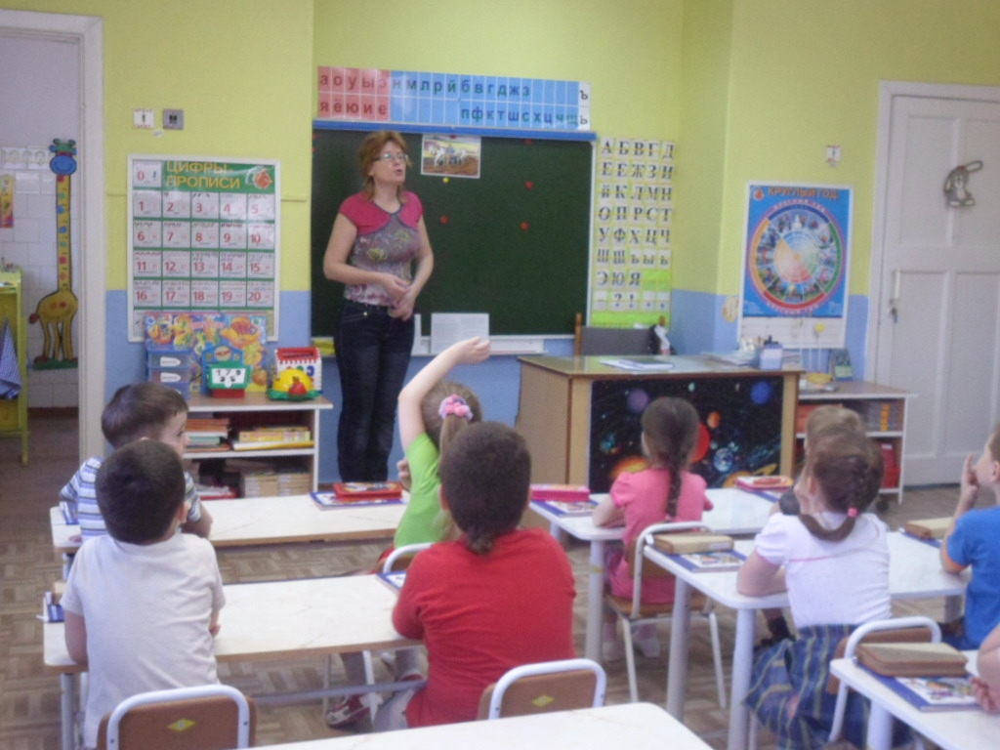 а о у ы э н м л р й б в г д ж з
я ё ю и е п ф к т ш с х ц ч щ ь
ъ
ЦИФРЫ
ПРОПИСИ
0
1 2 3 4 5
6 7 8 9 10
11 12 13 14 15
16 17 18 19 20
А Б В Г Д
Е Ё Ж З И
Й К Л М Н
О П Р С Т
У Ф Х Ц Ч
Ш Щ Ъ Ы Ь
Э Ю Я
КРУГЛЫЙ ГОД